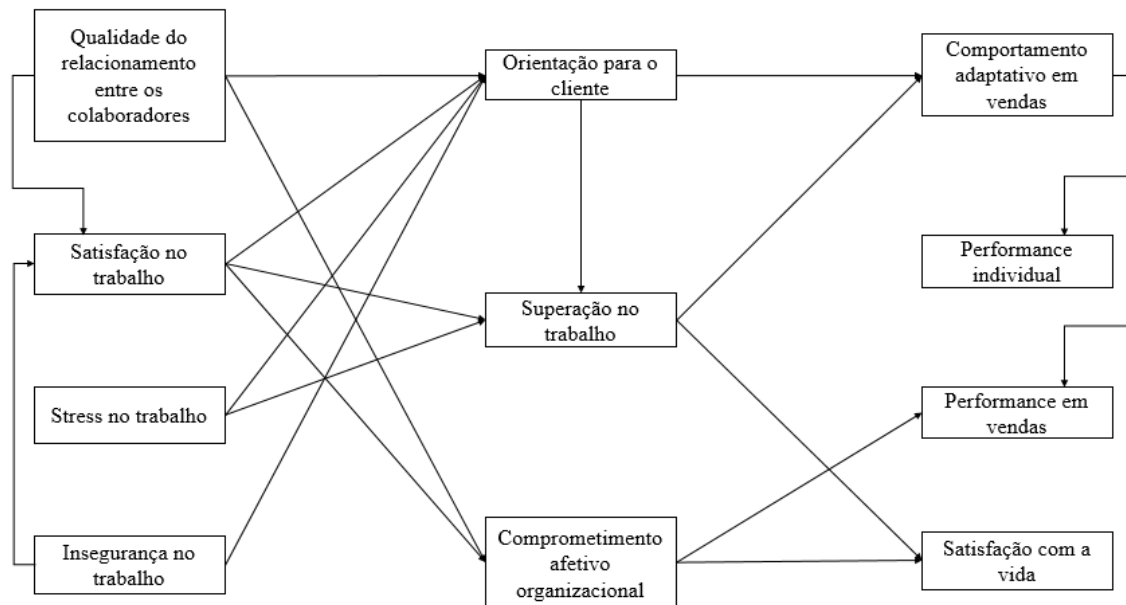 Qualidade do
relacionamento
entre os
colaboradores
Satisfação no
trabalho
Stress no trabalho
Insegurança no
trabalho
Orientação para o
cliente
Superação no
trabalho
Comprometimento
afetivo
organizacional
Comportamento
adaptativo em
vendas
Performance
individual
Performance em
vendas
Satisfação com a
vida